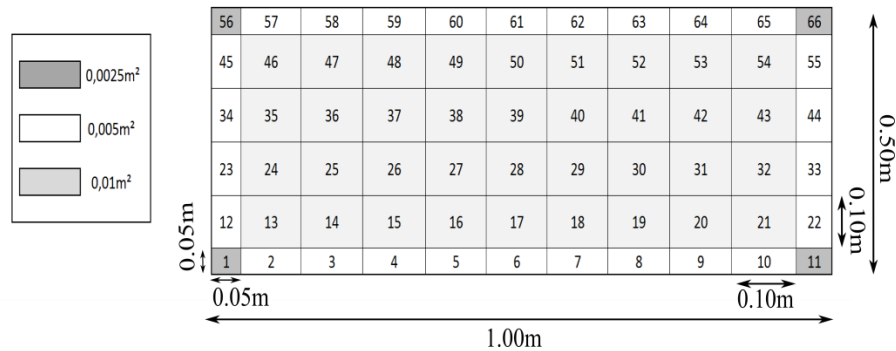 56 57 58 59 60 61 62 63 64 65 66
45 46 47 48 49 50 51 52 53 54 55
34 35 36 37 38 39 40 41 42 43 44
23 24 25 26 27 28 29 30 31 32 33
12 13 14 15 16 17 18 19 20 21 22
1 2 3 4 5 6 7 8 9 10 11
0,0025m²
0,005m²
0,01m²
0.05m
0.10m
0.50m
0.05m
0.10m
1.00m